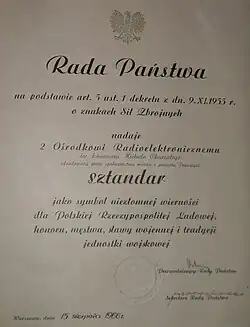 Rada Państwa
na podstawie art. 5 ust. 1 dekretu z dn. 9.XI.1955 r.
o znakach Sił Zbrojnych
nadaje
2 Ośrodkowi Radioelektronicznemu
sztandar
jako symbol niezłomnej wierności
dla Polskiej Rzeczypospolitej Ludowej,
honoru, męstwa, sławy wojennej i tradycji
jednostki wojskowej
Przewodniczący Rady Państwa
Sekretarz Rady Państwa
Warszawa, dnia 15 sierpnia